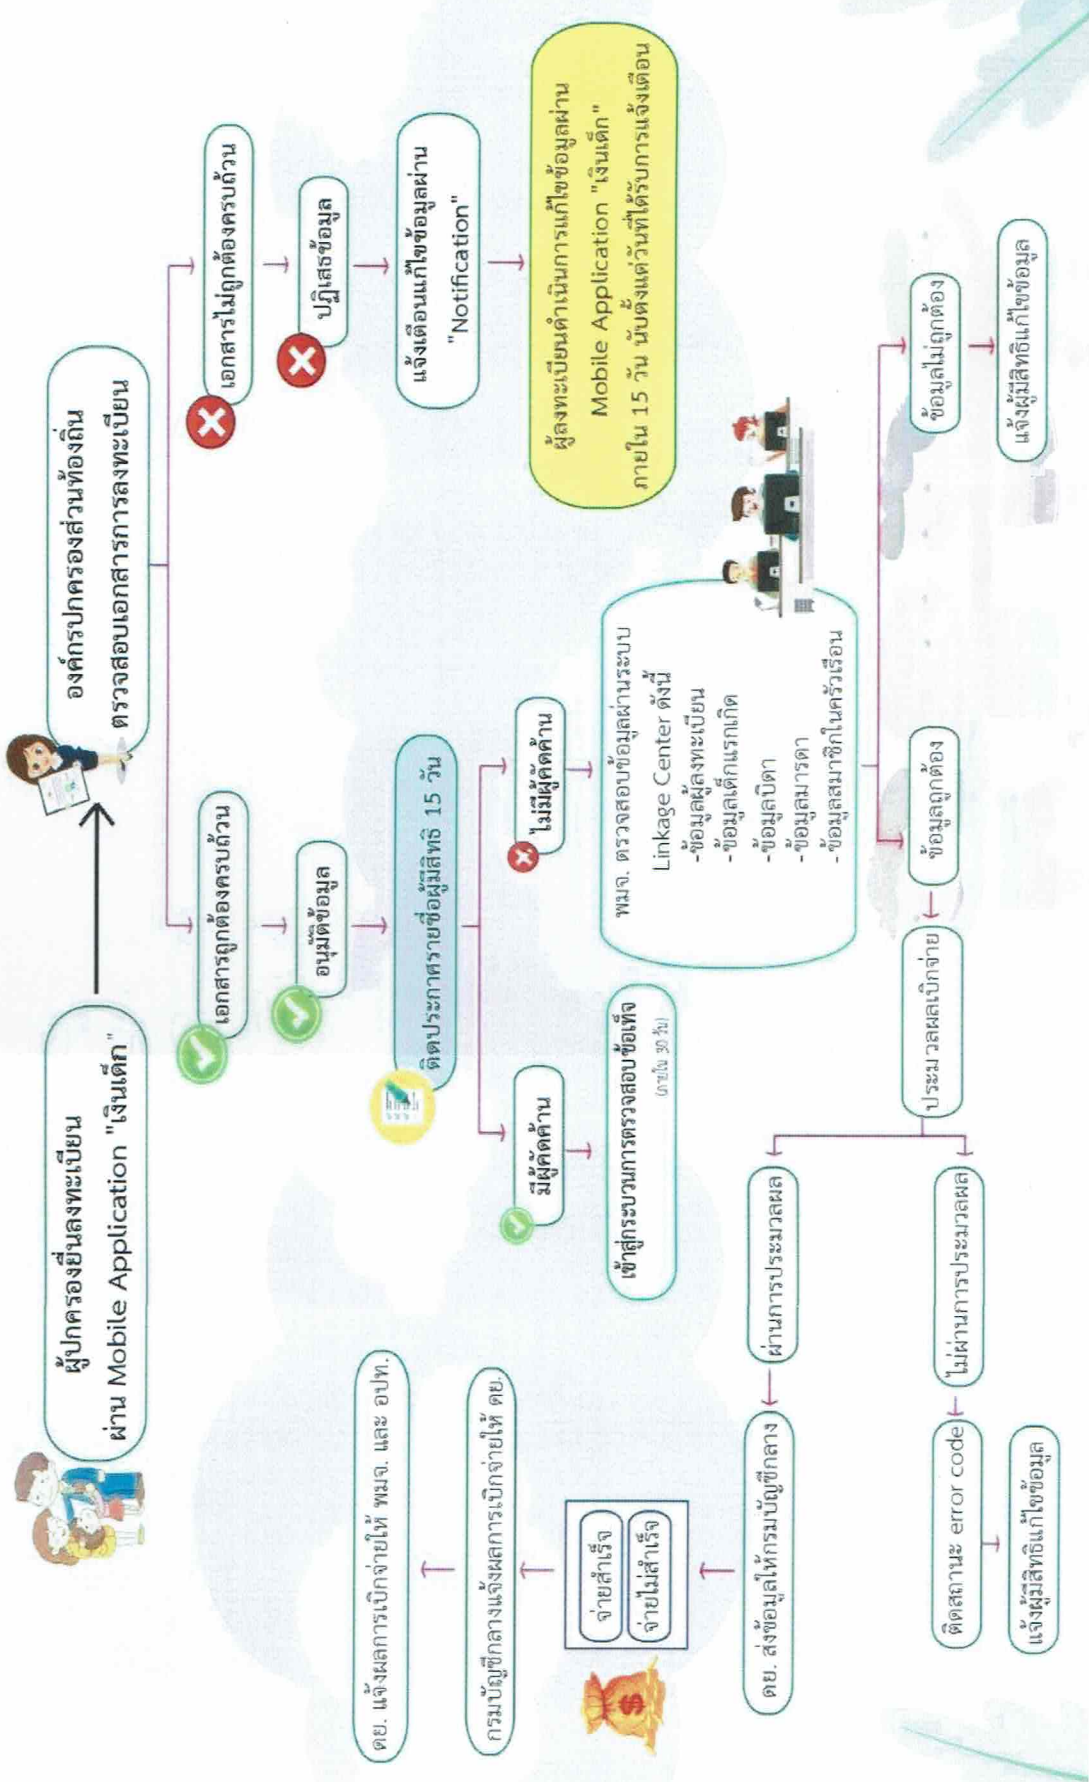 ผู้ปกครองยื่นลงทะเบียน
ผ่าน Mobile Application "เงินเด็ก"
องค์กรปกครองส่วนท้องถิ่น
ตรวจสอบเอกสารการลงทะเบียน
เอกสารถูกต้องครบถ้วน
อนุมัติข้อมูล
ติดประกาศรายชื่อผู้มีสิทธิ 15 วัน
มีผู้คัดค้าน
เข้าสู่กระบวนการตรวจสอบข้อเท็จ
(ภายใน 30 วัน)
ไม่มีผู้คัดค้าน
พมจ. ตรวจสอบข้อมูลผ่านระบบ
Linkage Center ดังนี้
-ข้อมูลผู้ลงทะเบียน
-ข้อมูลเด็กแรกเกิด
-ข้อมูลบิดา
-ข้อมูลมารดา
- ข้อมูลสมาชิกในครัวเรือน
เอกสารไม่ถูกต้องครบถ้วน
ปฏิเสธข้อมูล
แจ้งเตือนแก้ไขข้อมูลผ่าน
"Notification"
ผู้ลงทะเบียนดำเนินการแก้ไขข้อมูลผ่าน
Mobile Application "เงินเด็ก"
ภายใน 15 วัน นับตั้งแต่วันที่ได้รับการแจ้งเตือน
ข้อมูลไม่ถูกต้อง
แจ้งผู้มีสิทธิแก้ไขข้อมูล
ข้อมูลถูกต้อง
ประมวลผลเบิกจ่าย
ผ่านการประมวลผล
ดย. ส่งข้อมูลให้กรมบัญชีกลาง
จ่ายสำเร็จ
จ่ายไม่สำเร็จ
กรมบัญชีกลางแจ้งผลการเบิกจ่ายให้ ดย.
ดย. แจ้งผลการเบิกจ่ายให้ พมจ. และ อปท.
ไม่ผ่านการประมวลผล
ติดสถานะ error code
แจ้งผู้มีสิทธิแก้ไขข้อมูล